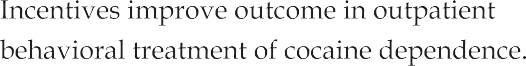 Incentives improve outcome in outpatient
behavioral treatment of cocaine dependence.